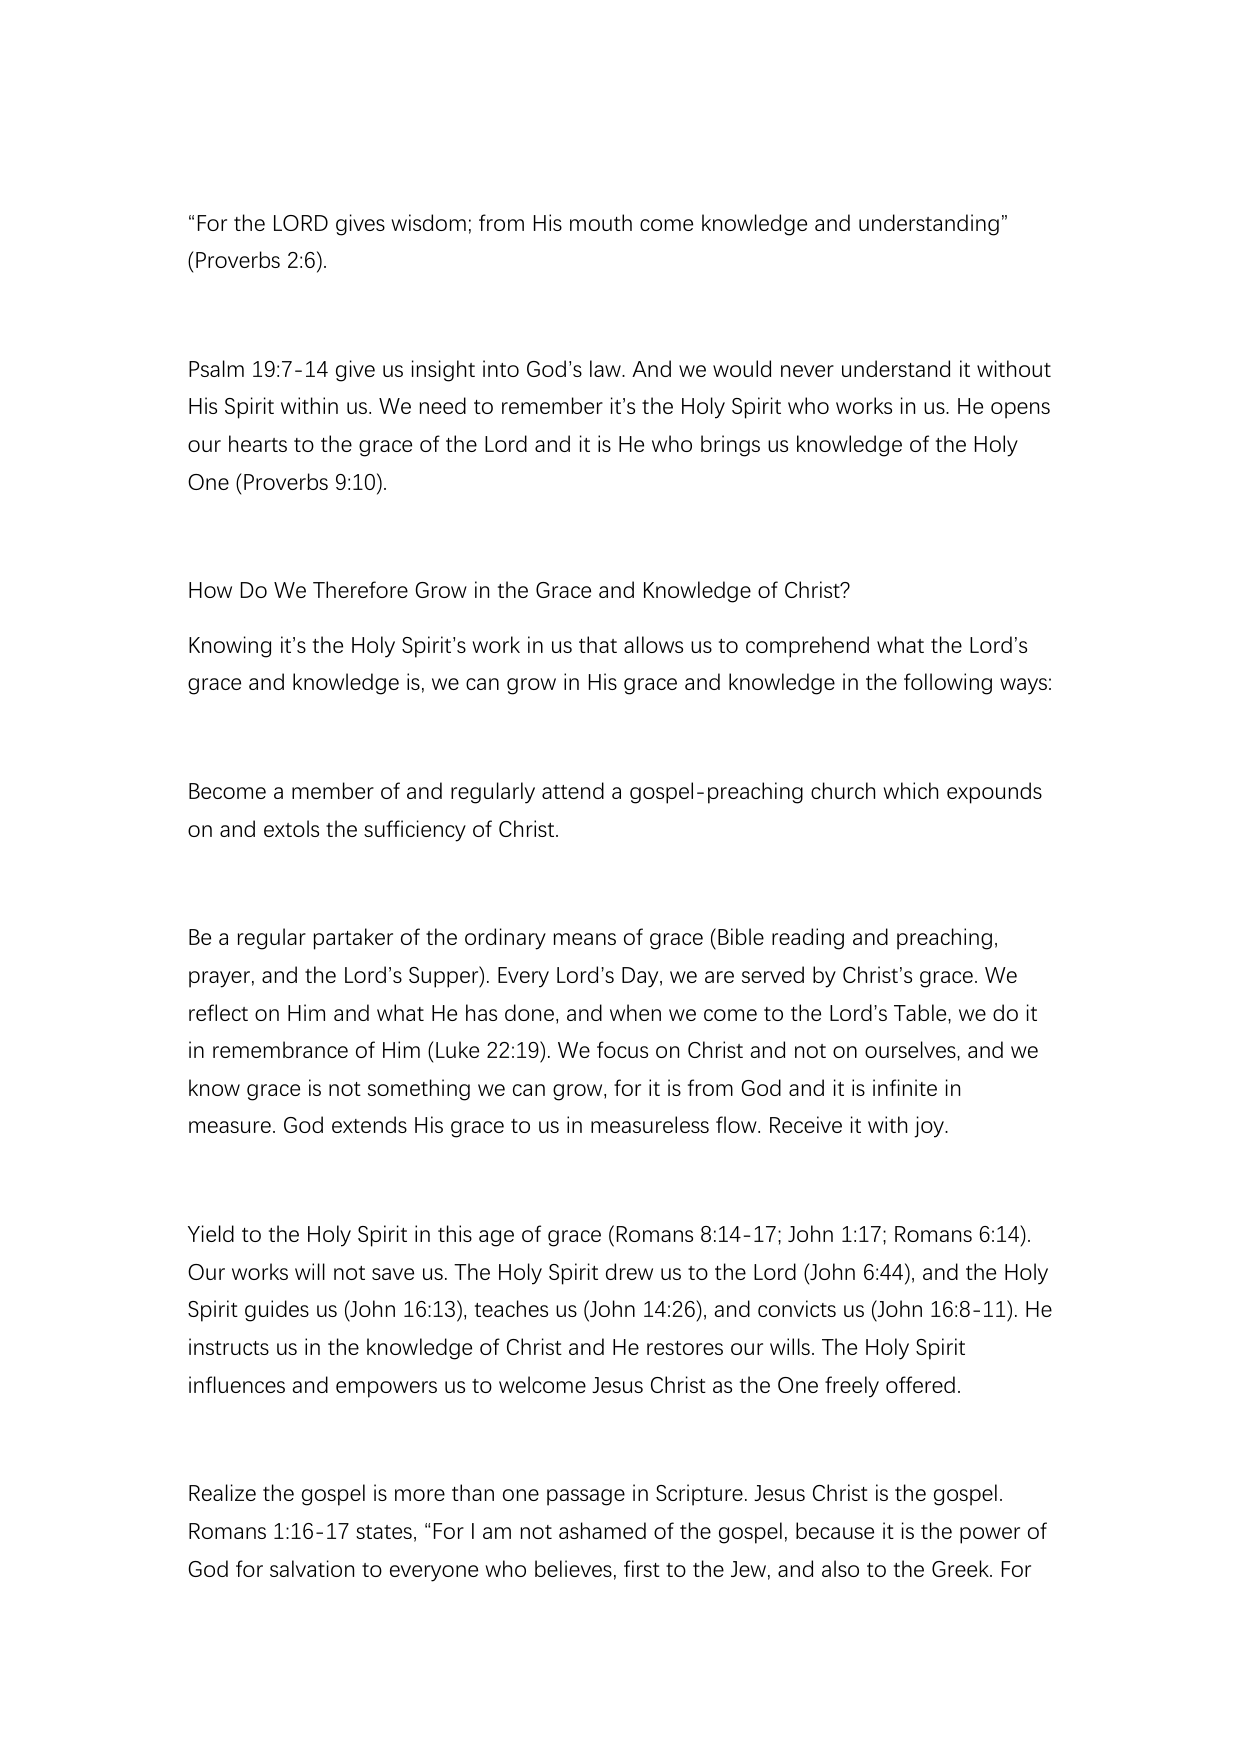 “For the LORD gives wisdom; from His mouth come knowledge and understanding”
(Proverbs 2:6).
Psalm 19:7-14 give us insight into God’s law. And we would never understand it without
His Spirit within us. We need to remember it’s the Holy Spirit who works in us. He opens
our hearts to the grace of the Lord and it is He who brings us knowledge of the Holy
One (Proverbs 9:10).
How Do We Therefore Grow in the Grace and Knowledge of Christ?
Knowing it’s the Holy Spirit’s work in us that allows us to comprehend what the Lord’s
grace and knowledge is, we can grow in His grace and knowledge in the following ways:
Become a member of and regularly attend a gospel-preaching church which expounds
on and extols the sufficiency of Christ.
Be a regular partaker of the ordinary means of grace (Bible reading and preaching,
prayer, and the Lord’s Supper). Every Lord’s Day, we are served by Christ’s grace. We
reflect on Him and what He has done, and when we come to the Lord’s Table, we do it
in remembrance of Him (Luke 22:19). We focus on Christ and not on ourselves, and we
know grace is not something we can grow, for it is from God and it is infinite in
measure. God extends His grace to us in measureless flow. Receive it with joy.
Yield to the Holy Spirit in this age of grace (Romans 8:14-17; John 1:17; Romans 6:14).
Our works will not save us. The Holy Spirit drew us to the Lord (John 6:44), and the Holy
Spirit guides us (John 16:13), teaches us (John 14:26), and convicts us (John 16:8-11). He
instructs us in the knowledge of Christ and He restores our wills. The Holy Spirit
influences and empowers us to welcome Jesus Christ as the One freely offered.
Realize the gospel is more than one passage in Scripture. Jesus Christ is the gospel.
Romans 1:16-17 states, “For I am not ashamed of the gospel, because it is the power of
God for salvation to everyone who believes, first to the Jew, and also to the Greek. For